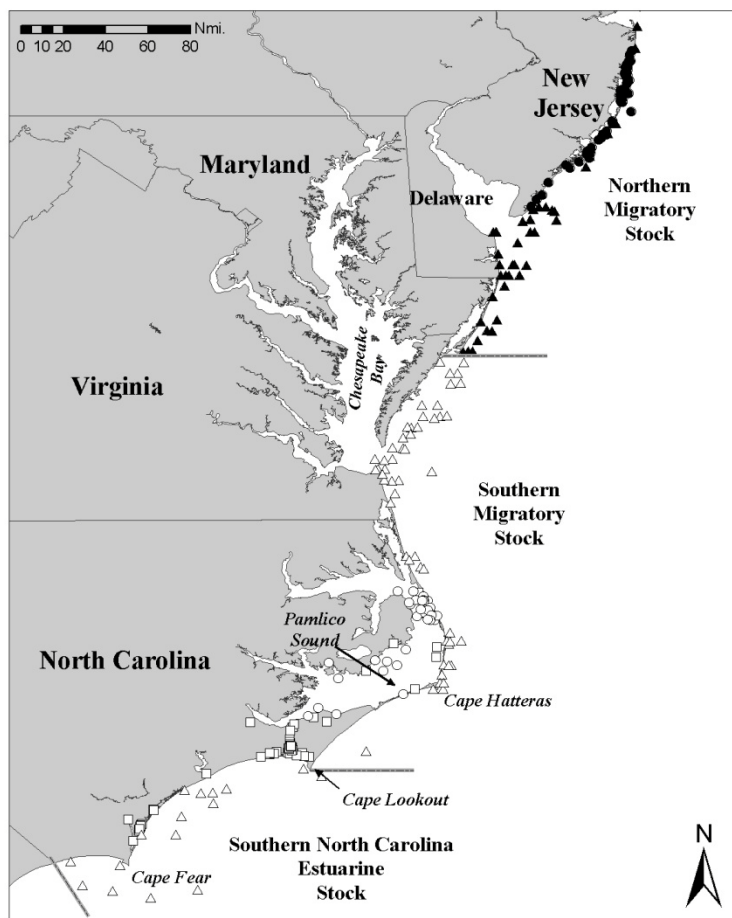 Nmi.
0 10 20 40 60 80
New
Jersey
Maryland
Delaware
Northern
Migratory
Stock
Chesapeake
Bay
Virginia
Southern
Migratory
Stock
Pamlico
Sound
North Carolina
Cape Hatteras
Cape Lookout
Southern North Carolina
Estuarine
Stock
Cape Fear
N